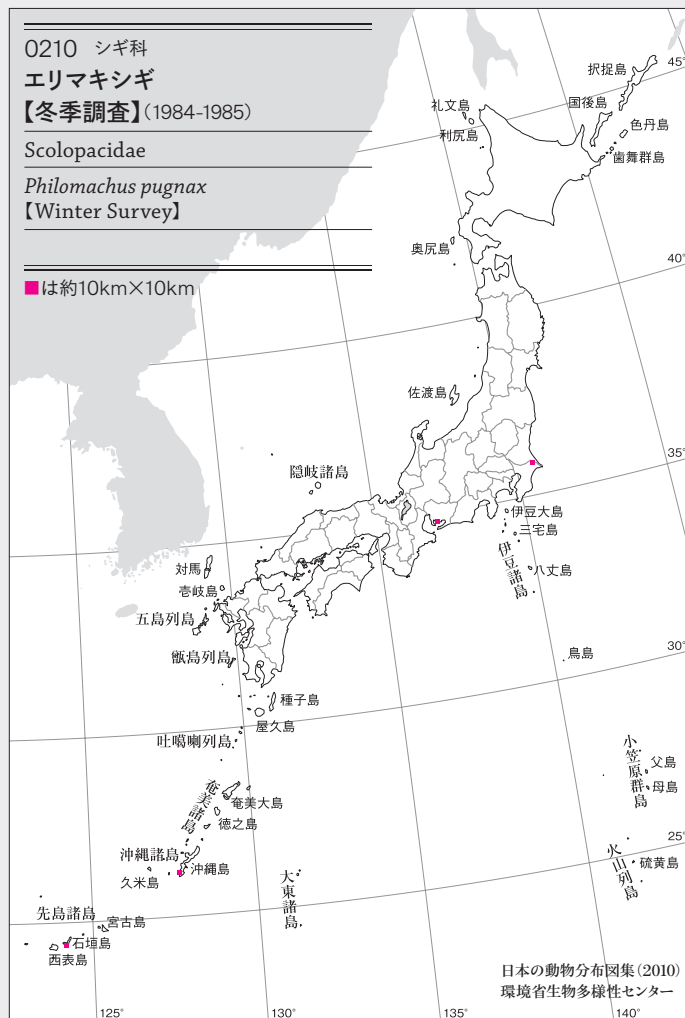 0210 シギ科
エリマキシギ
【冬季調査】(1984-1985)
Scolopacidae
Philomachus pugnax
【Winter Survey】
■は約10km×10km
45°
択捉島
国後島
礼文島
色丹島
利尻島
歯舞群島
奥尻島
40°
佐渡島
35°
隠岐諸島
伊豆大島
三宅島
伊豆諸島
八丈島
対馬
壱岐島
五島列島
甑島列島
鳥島
30°
種子島
屋久島
吐噶喇列島
小笠原群島
父島
母島
奄美諸島
奄美大島
徳之島
25°
沖縄諸島
沖縄島
久米島
大東諸島
火山列島
硫黄島
先島諸島
宮古島
石垣島
西表島
日本の動物分布図集(2010)
環境省生物多様性センター
125°
130°
135°
140°